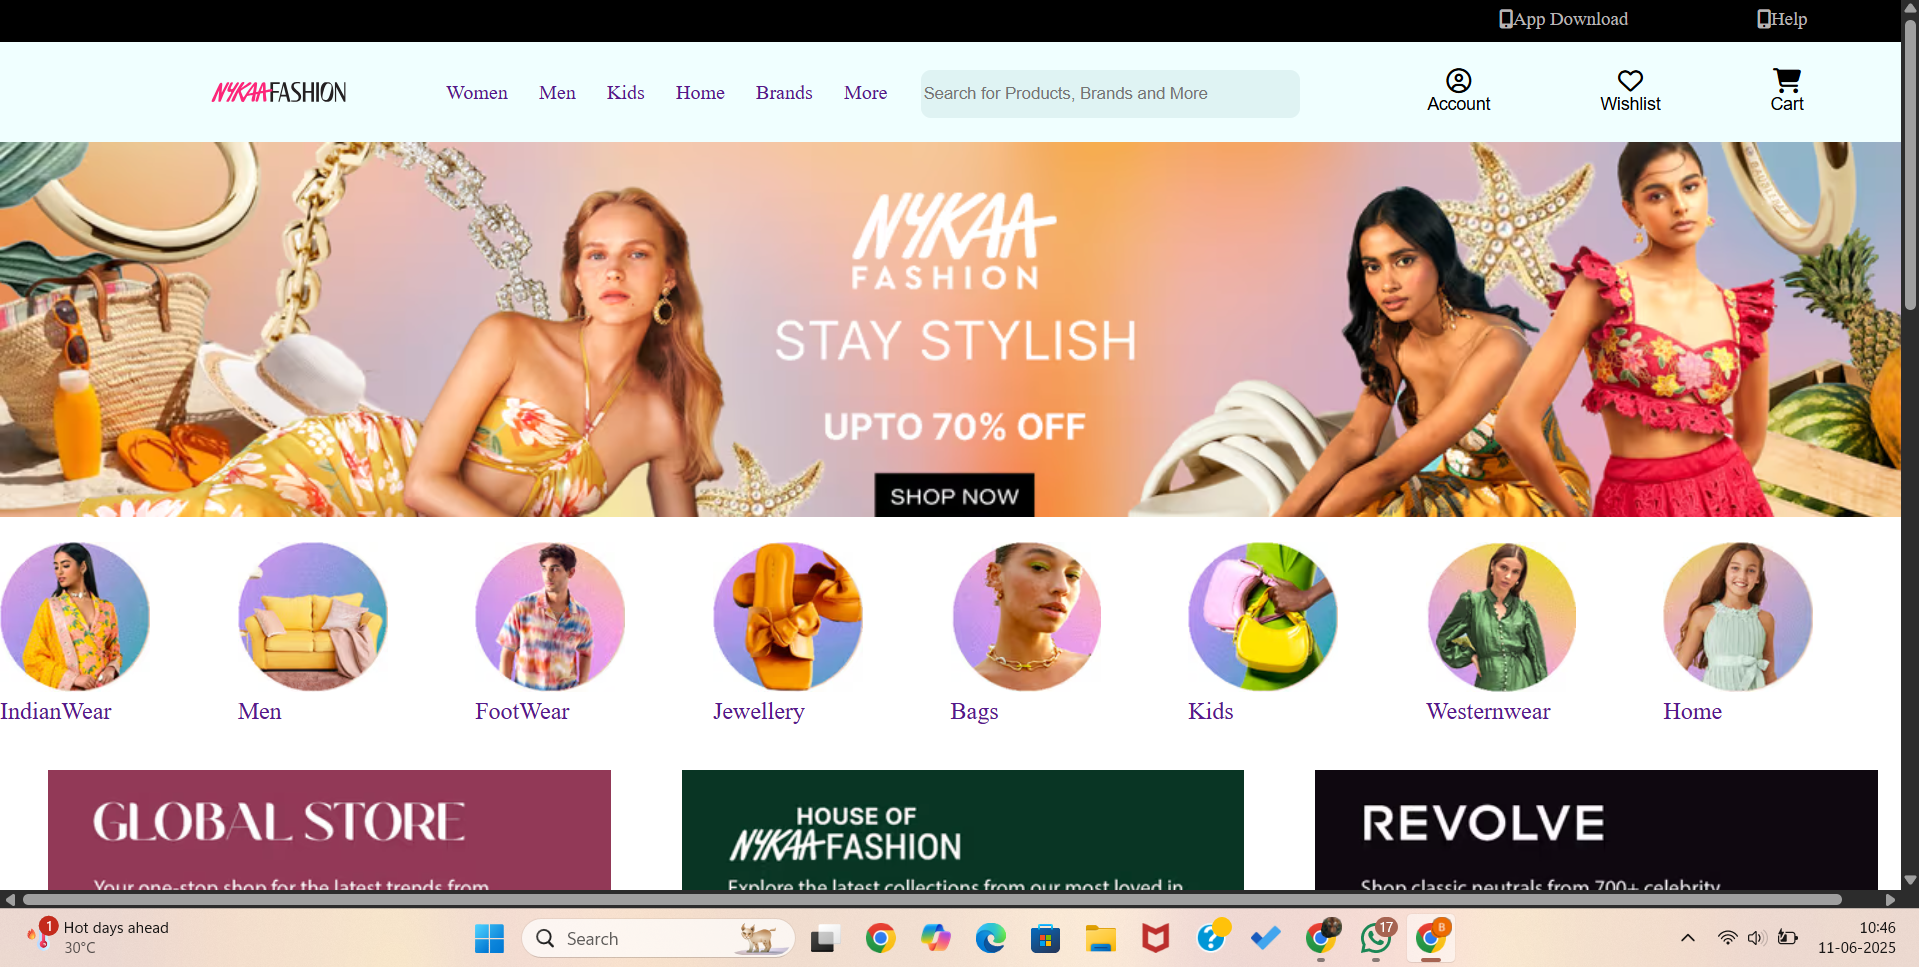 App Download
Help
NYKAA FASHION
Women Men Kids Home Brands More
Search for Products, Brands and More
Account
Wishlist
Cart
NYKAA
FASHION
STAY STYLISH
UPTO 70% OFF
SHOP NOW
IndianWear
Men
FootWear
Jewellery
Bags
Kids
Westernwear
Home
GLOBAL STORE
Your one-stop shop for the latest trends from
HOUSE OF
NYKAA FASHION
Explore the latest collections from our most loved in
REVOLVE
Shop classic neutrals from 700+ celebrity
1
Hot days ahead
30°C
Search
17
B
10:46
11-06-2025